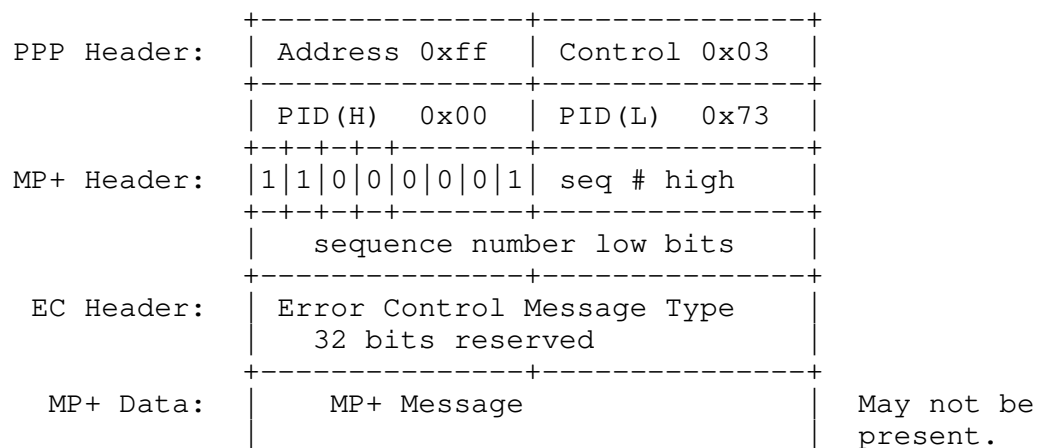 +---------------+---------------+
PPP Header:  | Address 0xff  | Control 0x03  |
             +---------------+---------------+
             | PID(H)  0x00  | PID(L)  0x73  |
             +-+-+-+-+-------+---------------+
MP+ Header:  |1|1|0|0|0|0|0|1| seq # high    |
             +-+-+-+-+-------+---------------+
             |   sequence number low bits    |
             +---------------+---------------+
 EC Header:  | Error Control Message Type    |
             |   32 bits reserved            |
             +---------------+---------------+
  MP+ Data:  |    MP+ Message                |  May not be
             |                               |  present.